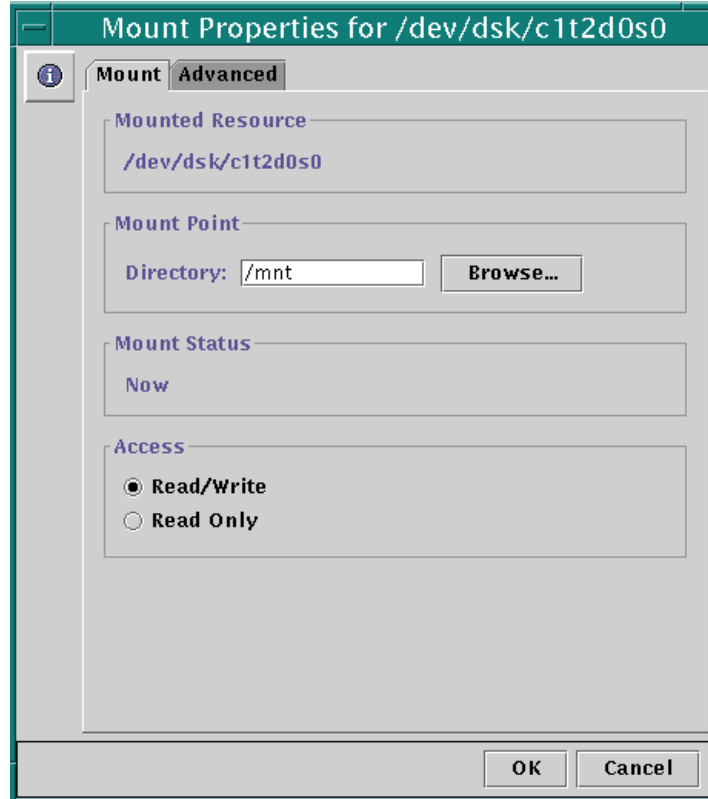 Mount Properties for /dev/dsk/c1t2d0s0
Mount Advanced
Mounted Resource
/dev/dsk/c1t2d0s0
Mount Point
Directory: /mnt Browse...
Mount Status
Now
Access
Read/Write
Read Only
OK Cancel